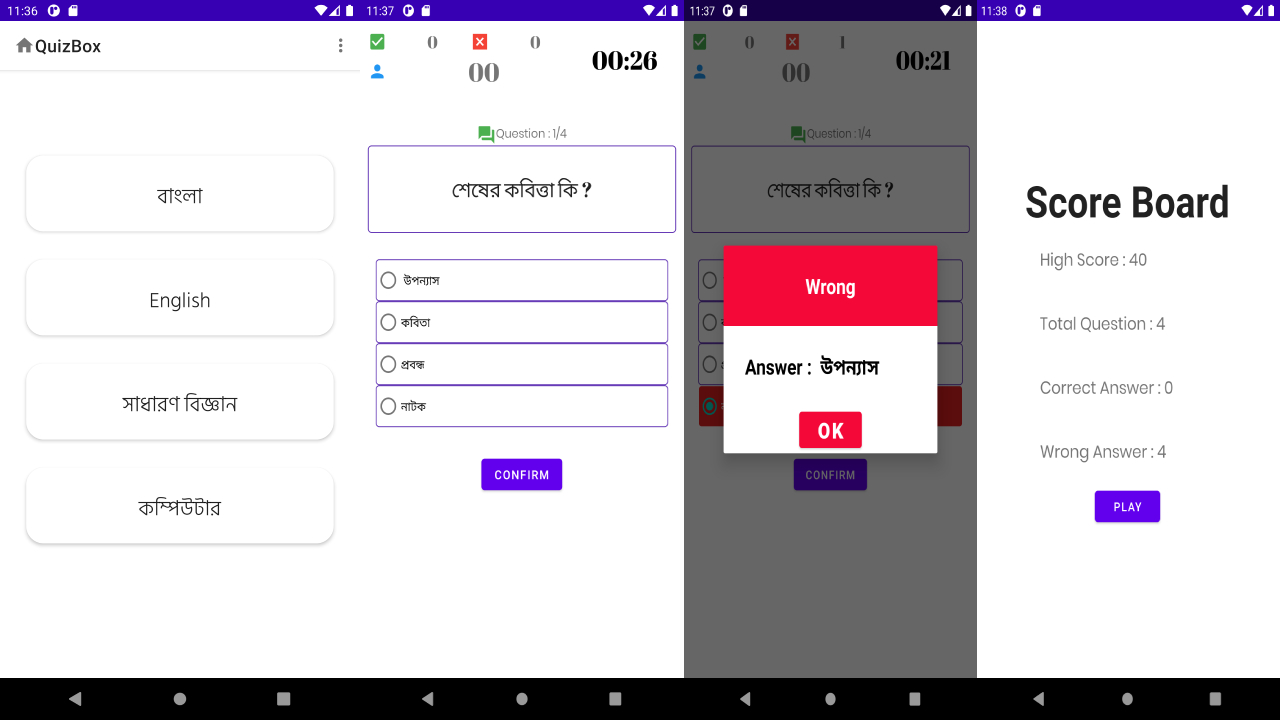 11:36
QuizBox
বাংলা
English
সাধারণ বিজ্ঞান
কম্পিউটার
11:37
0 0
00:26
00
Question : 1/4
শেষের কবিত্তা কি ?
উপন্যাস
কবিতা
প্রবন্ধ
নাটক
CONFIRM
11:37
0 1
00:21
00
Question : 1/4
শেষের কবিত্তা কি ?
Wrong
Answer : উপন্যাস
OK
CONFIRM
11:38
Score Board
High Score : 40
Total Question : 4
Correct Answer : 0
Wrong Answer : 4
PLAY